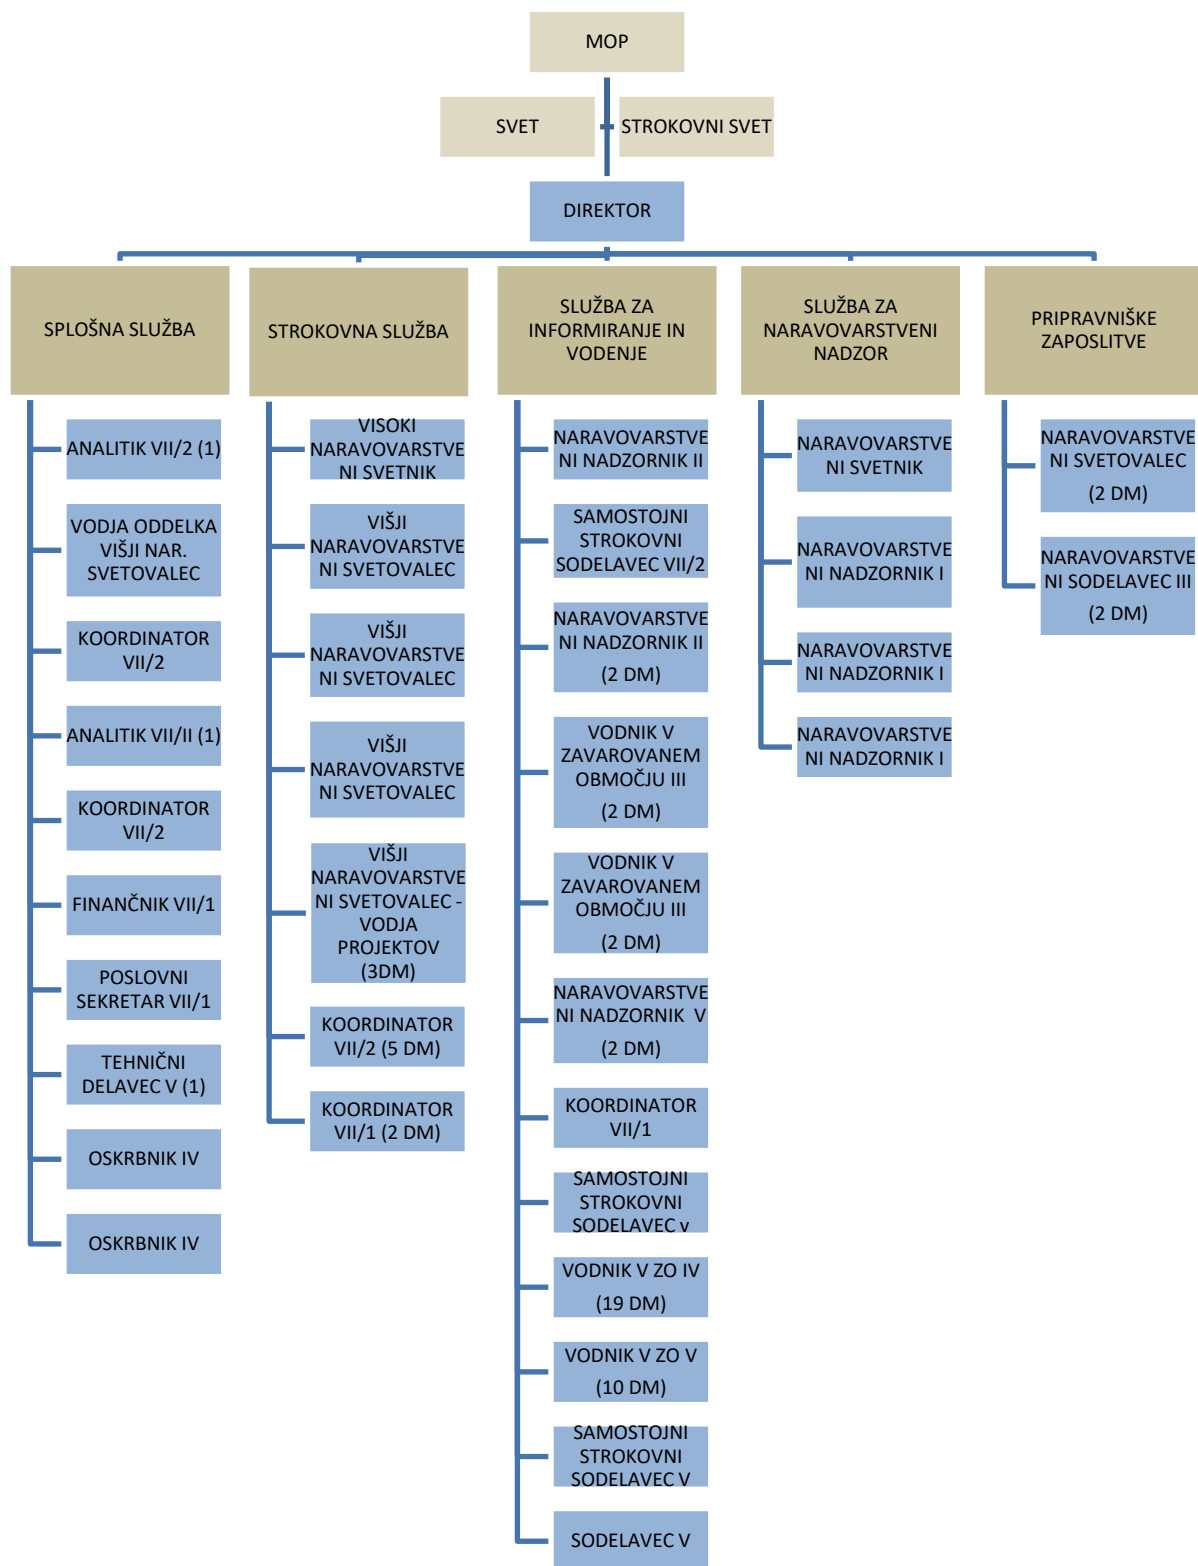 MOP
SVET
STROKOVNI SVET
DIREKTOR
SPLOŠNA SLUŽBA
ANALITIK VII/2 (1)
VODJA ODDELKA
VIŠJI NAR.
SVETOVALEC
KOORDINATOR
VII/2
ANALITIK VII/II (1)
KOORDINATOR
VII/2
FINANČNIK VII/1
POSLOVNI
SEKRETAR VII/1
TEHNIČNI
DELAVEC V (1)
OSKRBNIK IV
OSKRBNIK IV
STROKOVNA SLUŽBA
VISOKI
NARAVOVARSTVE
NI SVETNIK
VIŠJI
NARAVOVARSTVE
NI SVETOVALEC
VIŠJI
NARAVOVARSTVE
NI SVETOVALEC
VIŠJI
NARAVOVARSTVE
NI SVETOVALEC
VIŠJI
NARAVOVARSTVE
NI SVETOVALEC -
VODJA
PROJEKTOV
(3DM)
KOORDINATOR
VII/2 (5 DM)
KOORDINATOR
VII/1 (2 DM)
SLUŽBA ZA
INFORMIRANJE IN
VODENJE
NARAVOVARSTVE
NI NADZORNIK II
SAMOSTOJNI
STROKOVNI
SODELAVEC VII/2
NARAVOVARSTVE
NI NADZORNIK II
(2 DM)
VODNIK V
ZAVAROVANEM
OBMOČJU III
(2 DM)
VODNIK V
ZAVAROVANEM
OBMOČJU III
(2 DM)
NARAVOVARSTVE
NI NADZORNIK  V
(2 DM)
KOORDINATOR
VII/1
SAMOSTOJNI
STROKOVNI
SODELAVEC v
VODNIK V ZO IV
(19 DM)
VODNIK V ZO V
(10 DM)
SAMOSTOJNI
STROKOVNI
SODELAVEC V
SODELAVEC V
SLUŽBA ZA
NARAVOVARSTVENI
NADZOR
NARAVOVARSTVE
NI SVETNIK
NARAVOVARSTVE
NI NADZORNIK I
NARAVOVARSTVE
NI NADZORNIK I
NARAVOVARSTVE
NI NADZORNIK I
PRIPRAVNIŠKE
ZAPOSLITVE
NARAVOVARSTVE
NI SVETOVALEC
(2 DM)
NARAVOVARSTVE
NI SODELAVEC III
(2 DM)